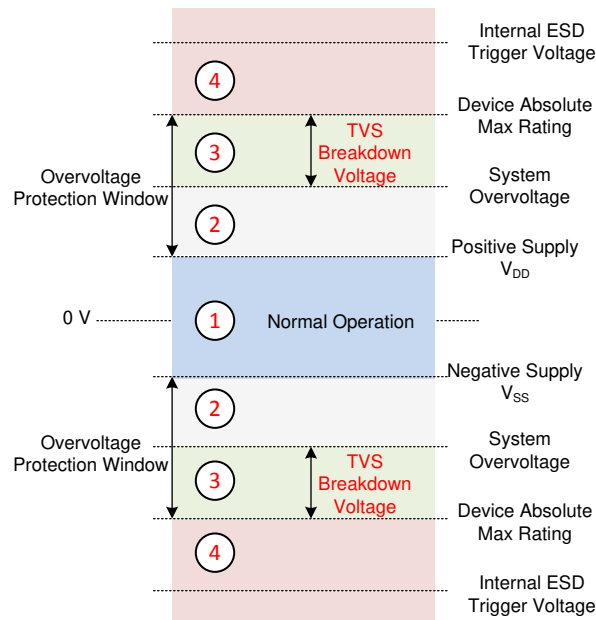 Internal ESD
Trigger Voltage
4
Device Absolute
Max Rating
TVS
Breakdown
Voltage
3
Overvoltage
Protection Window
System
Overvoltage
2
Positive Supply
VDD
0 V
1
Normal Operation
Negative Supply
VSS
2
Overvoltage
Protection Window
System
Overvoltage
TVS
Breakdown
Voltage
3
Device Absolute
Max Rating
4
Internal ESD
Trigger Voltage